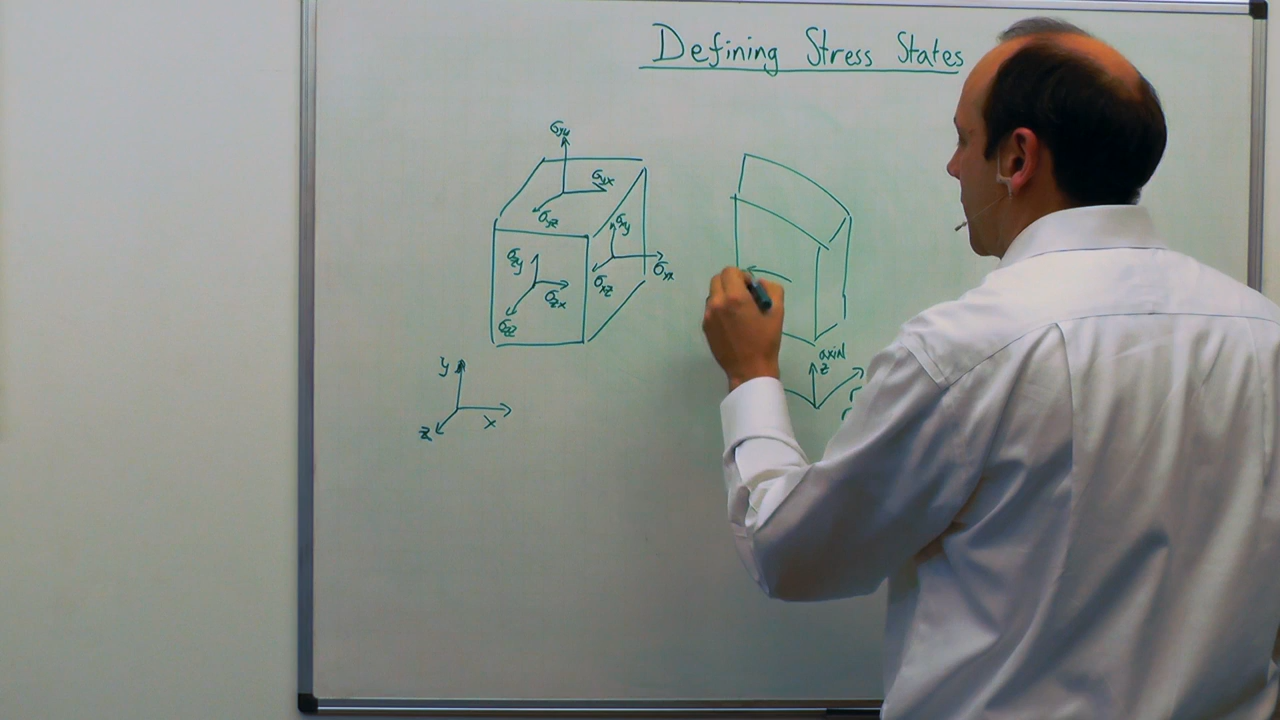 Defining Stress States
σyy
σyx
σyz
σxy
σxx
σxz
σzy
σzx
σzz
y
x
z
axial
z
r